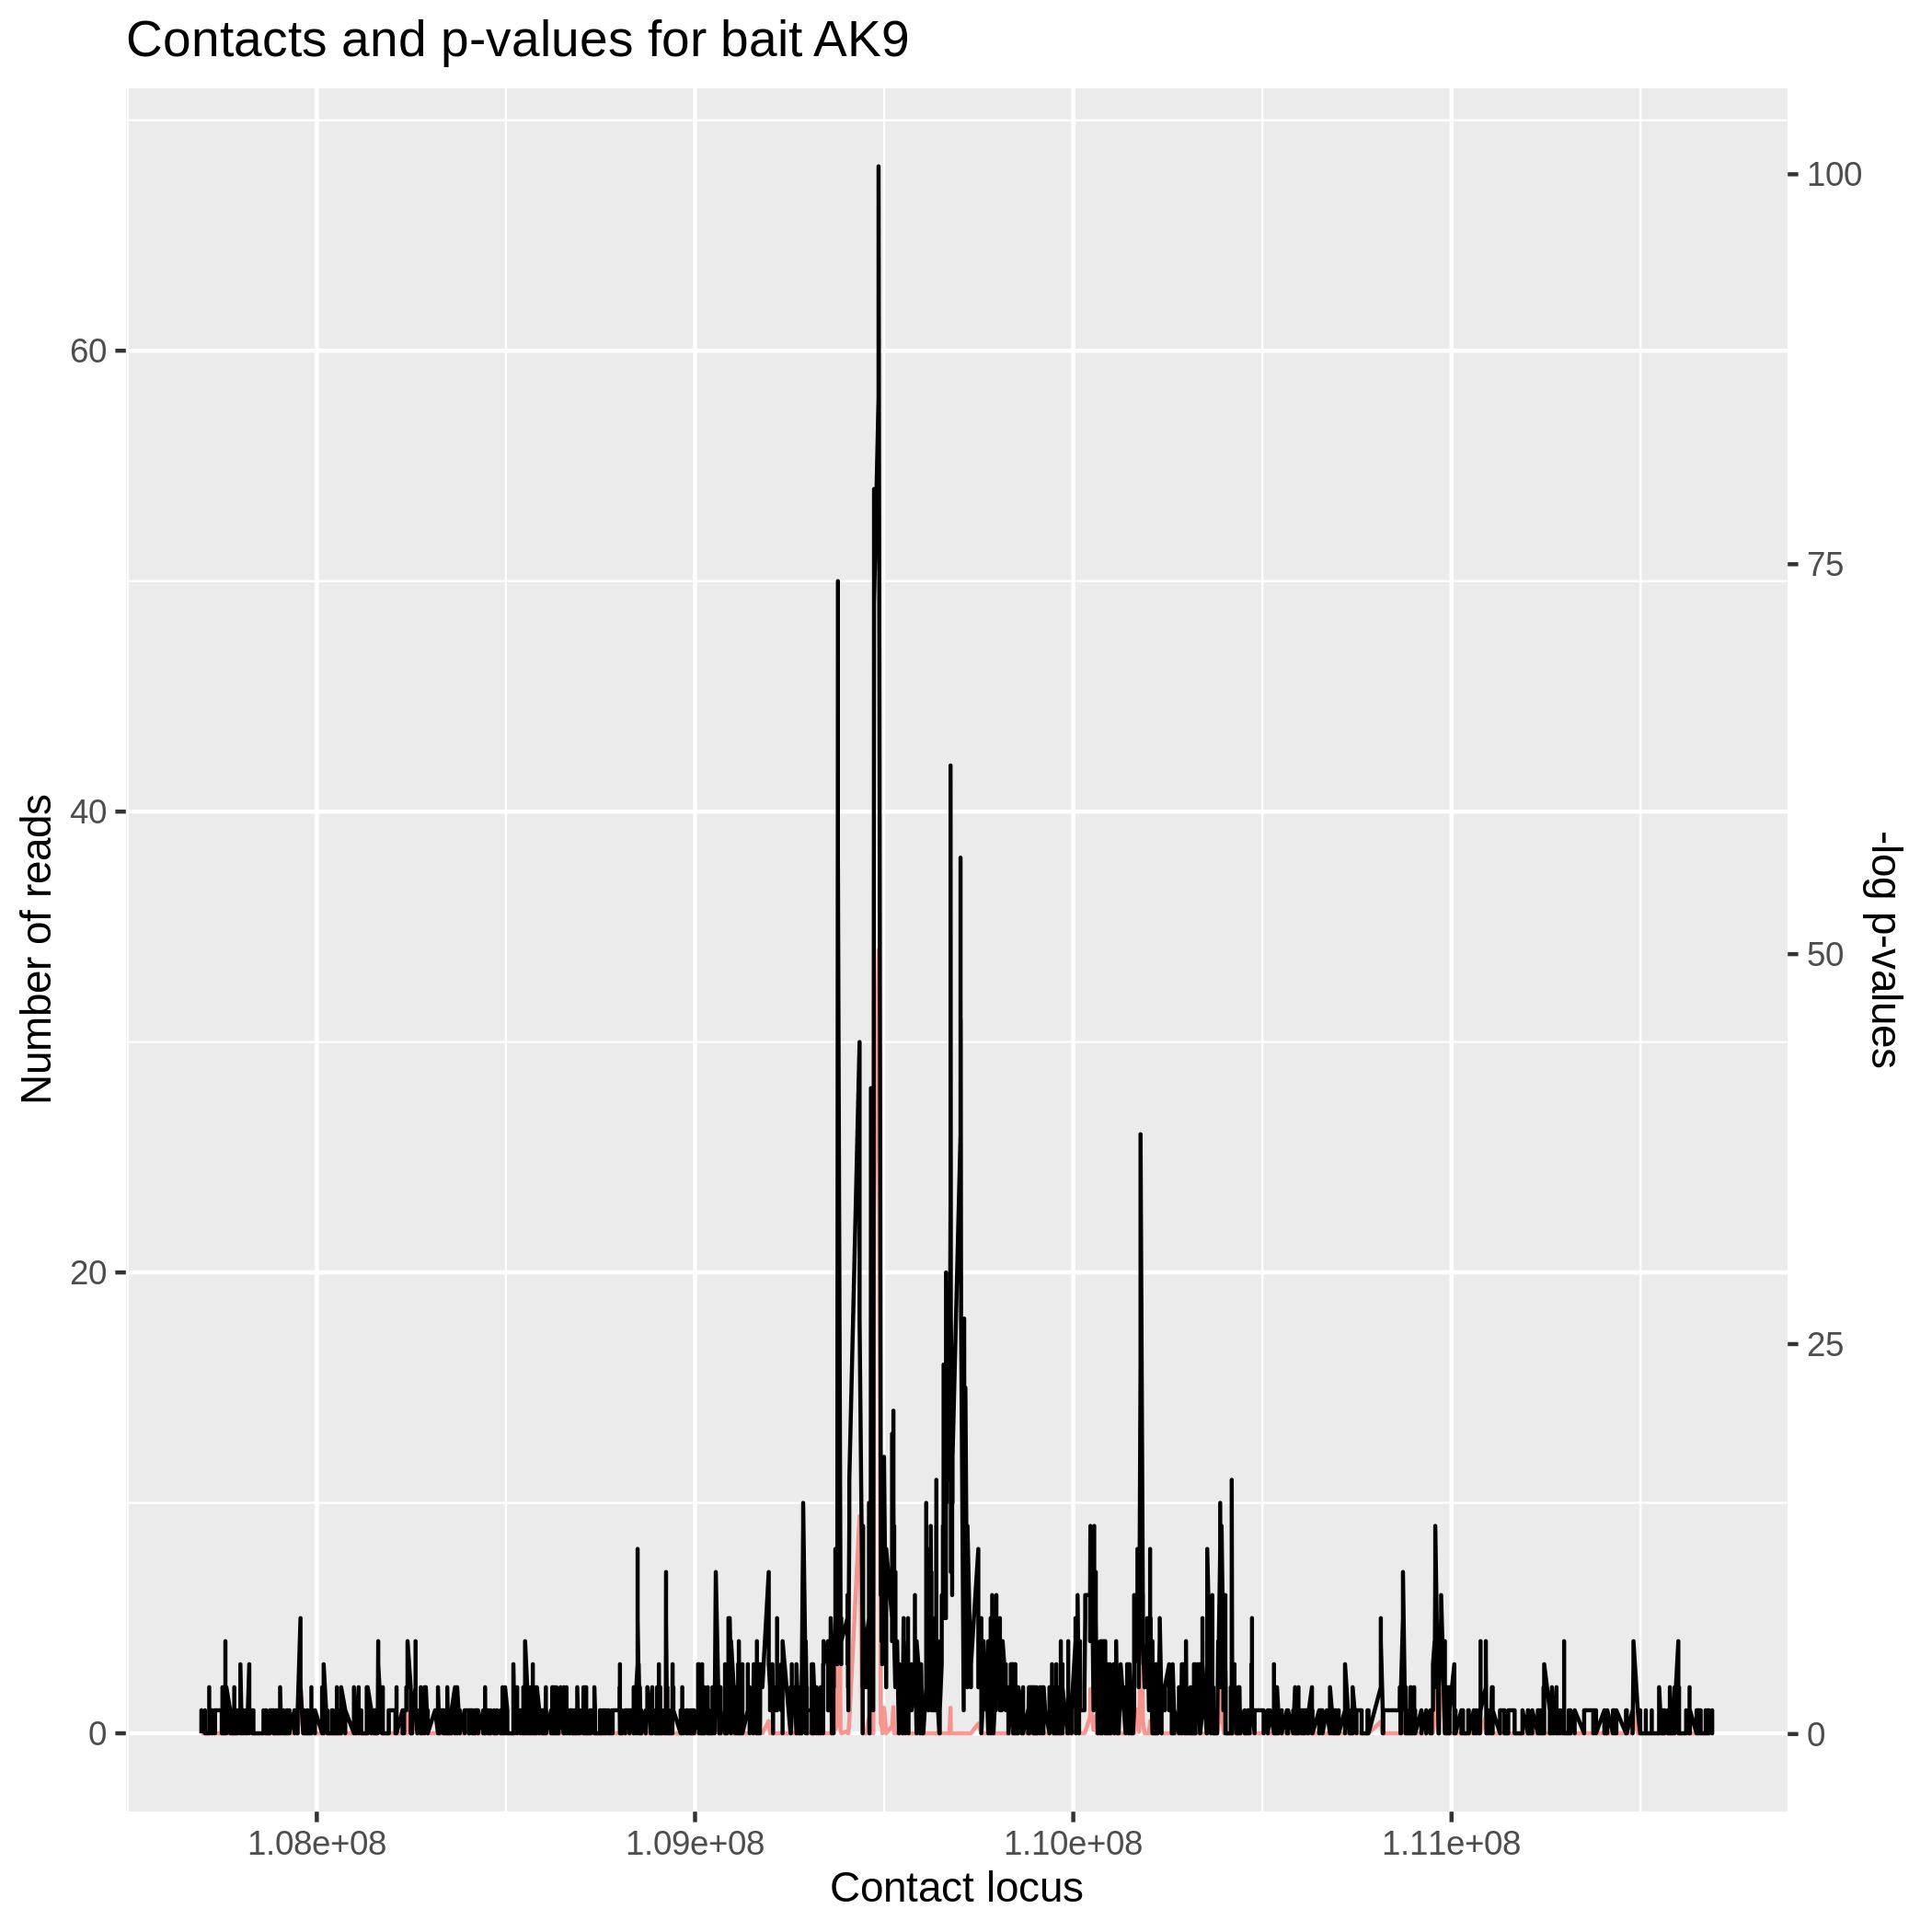 Contacts and p-values for bait AK9
Number of reads
60
40
20
0
100
75
50
25
0
-log p-values
1.08e+08
1.09e+08
1.10e+08
1.11e+08
Contact locus